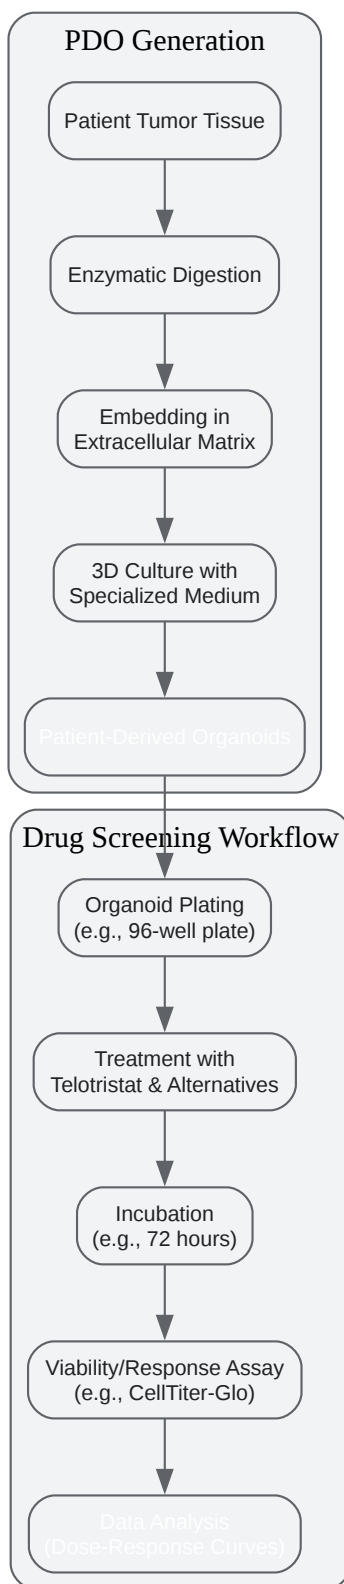 PDO Generation
Patient Tumor Tissue
Enzymatic Digestion
Embedding in
Extracellular Matrix
3D Culture with
Specialized Medium
Patient-Derived Organoids
Drug Screening Workflow
Organoid Plating
(e.g., 96-well plate)
Treatment with
Telotristat & Alternatives
Incubation
(e.g., 72 hours)
Viability/Response Assay
(e.g., CellTiter-Glo)
Data Analysis
(Dose-Response Curves)